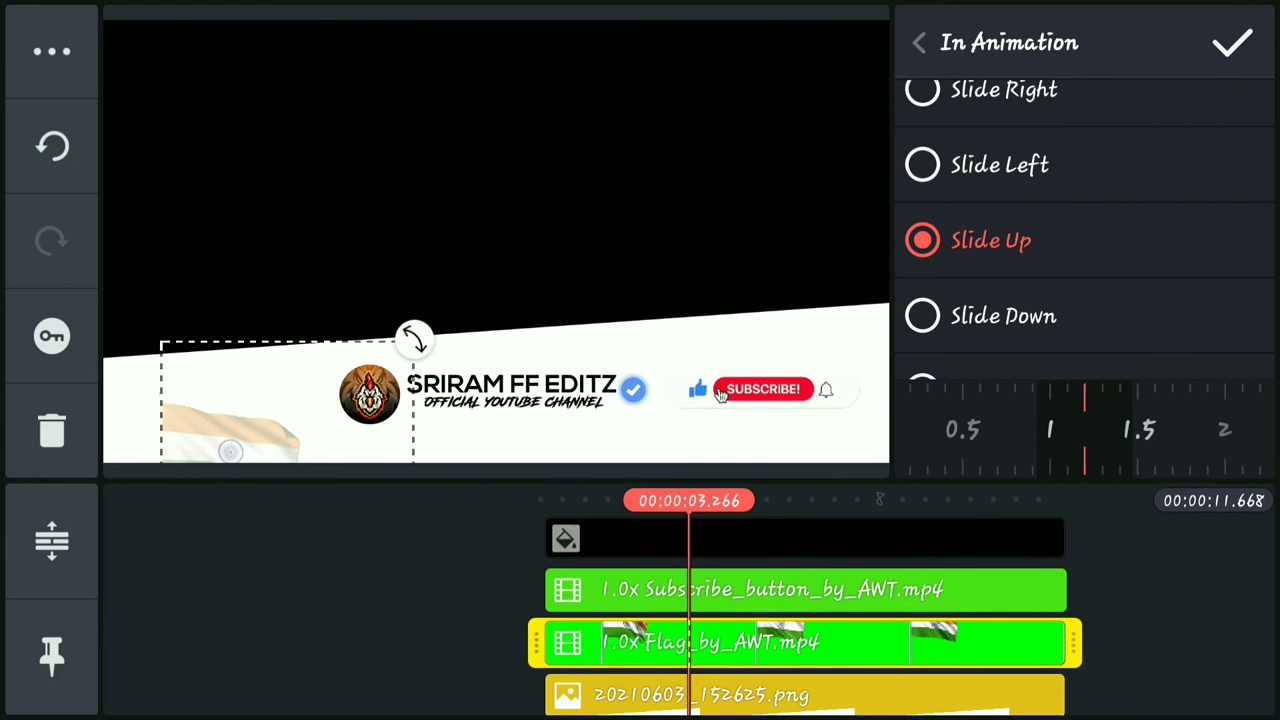 In Animation
Slide Right
Slide Left
Slide Up
Slide Down
0.5 1 1.5 2
SRIRAM FF EDITZ
OFFICIAL YOUTUBE CHANNEL
SUBSCRIBE!
00:00:03.266
8
00:00:11.668
1.0x Subscribe_button_by_AWT.mp4
1.0x Flag_by_AWT.mp4
20210603_152625.png